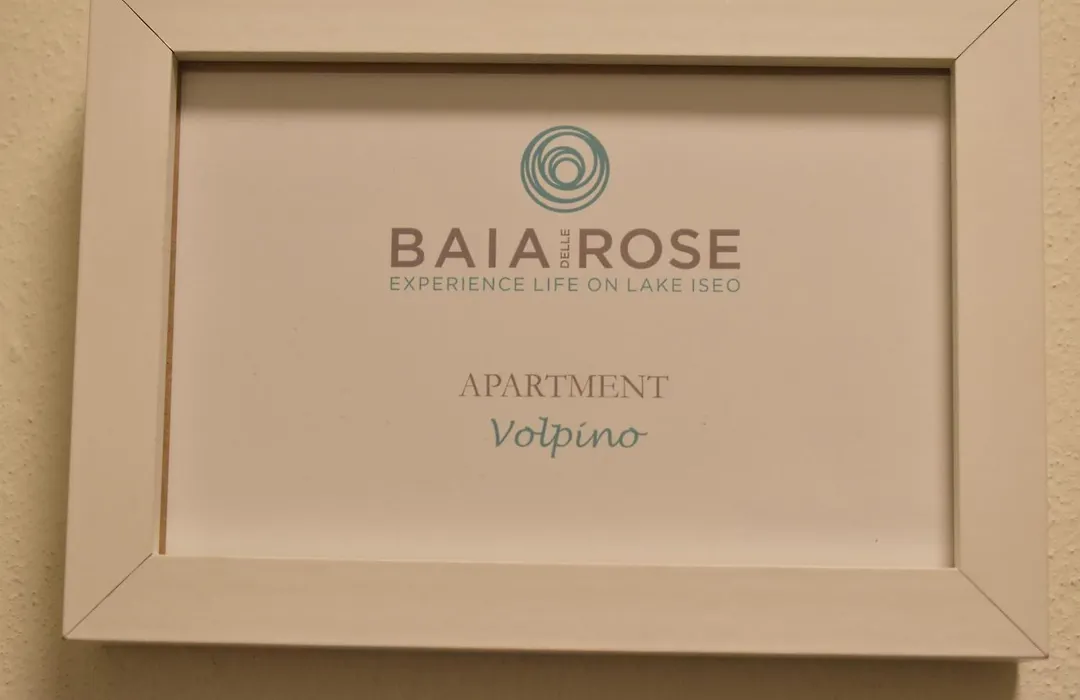 BAIA DELLE ROSE
EXPERIENCE LIFE ON LAKE ISEO
APARTMENT
Volpino